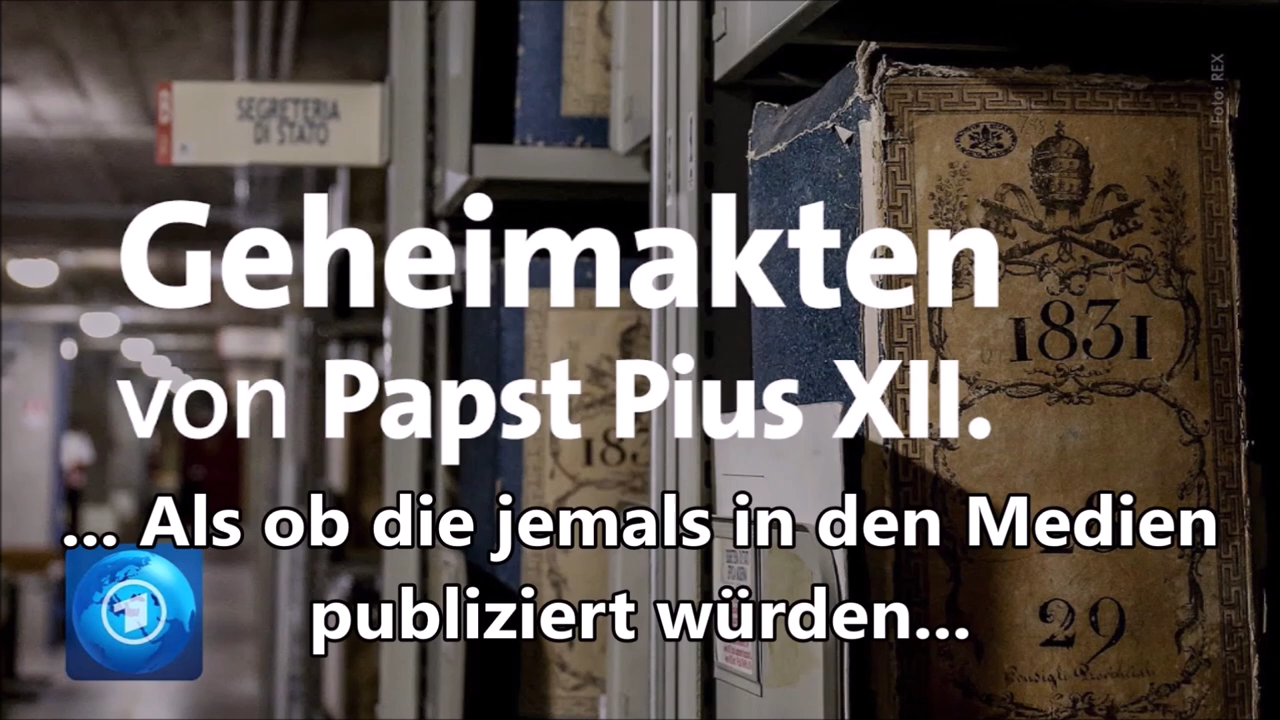 SEGRETERIA
DI STATO
Foto: REX
Geheimakten
von Papst Pius XII.
1831
183
... Als ob die jemals in den Medien
publiziert würden...
29